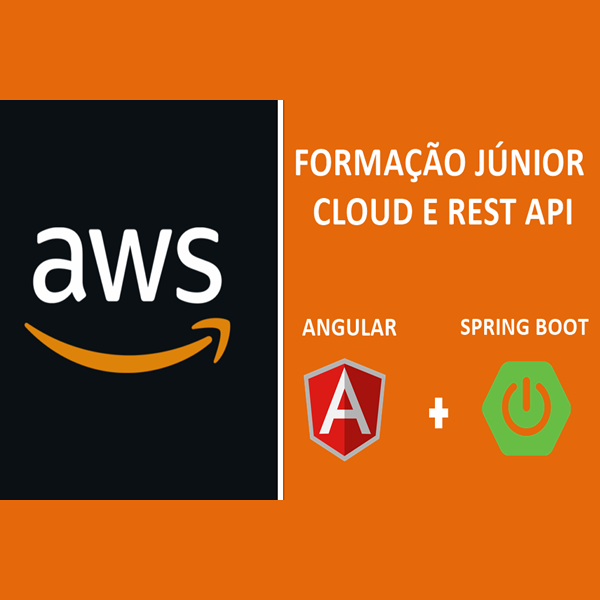 aws
FORMAÇÃO JÚNIOR
CLOUD E REST API
ANGULAR
SPRING BOOT
A
+